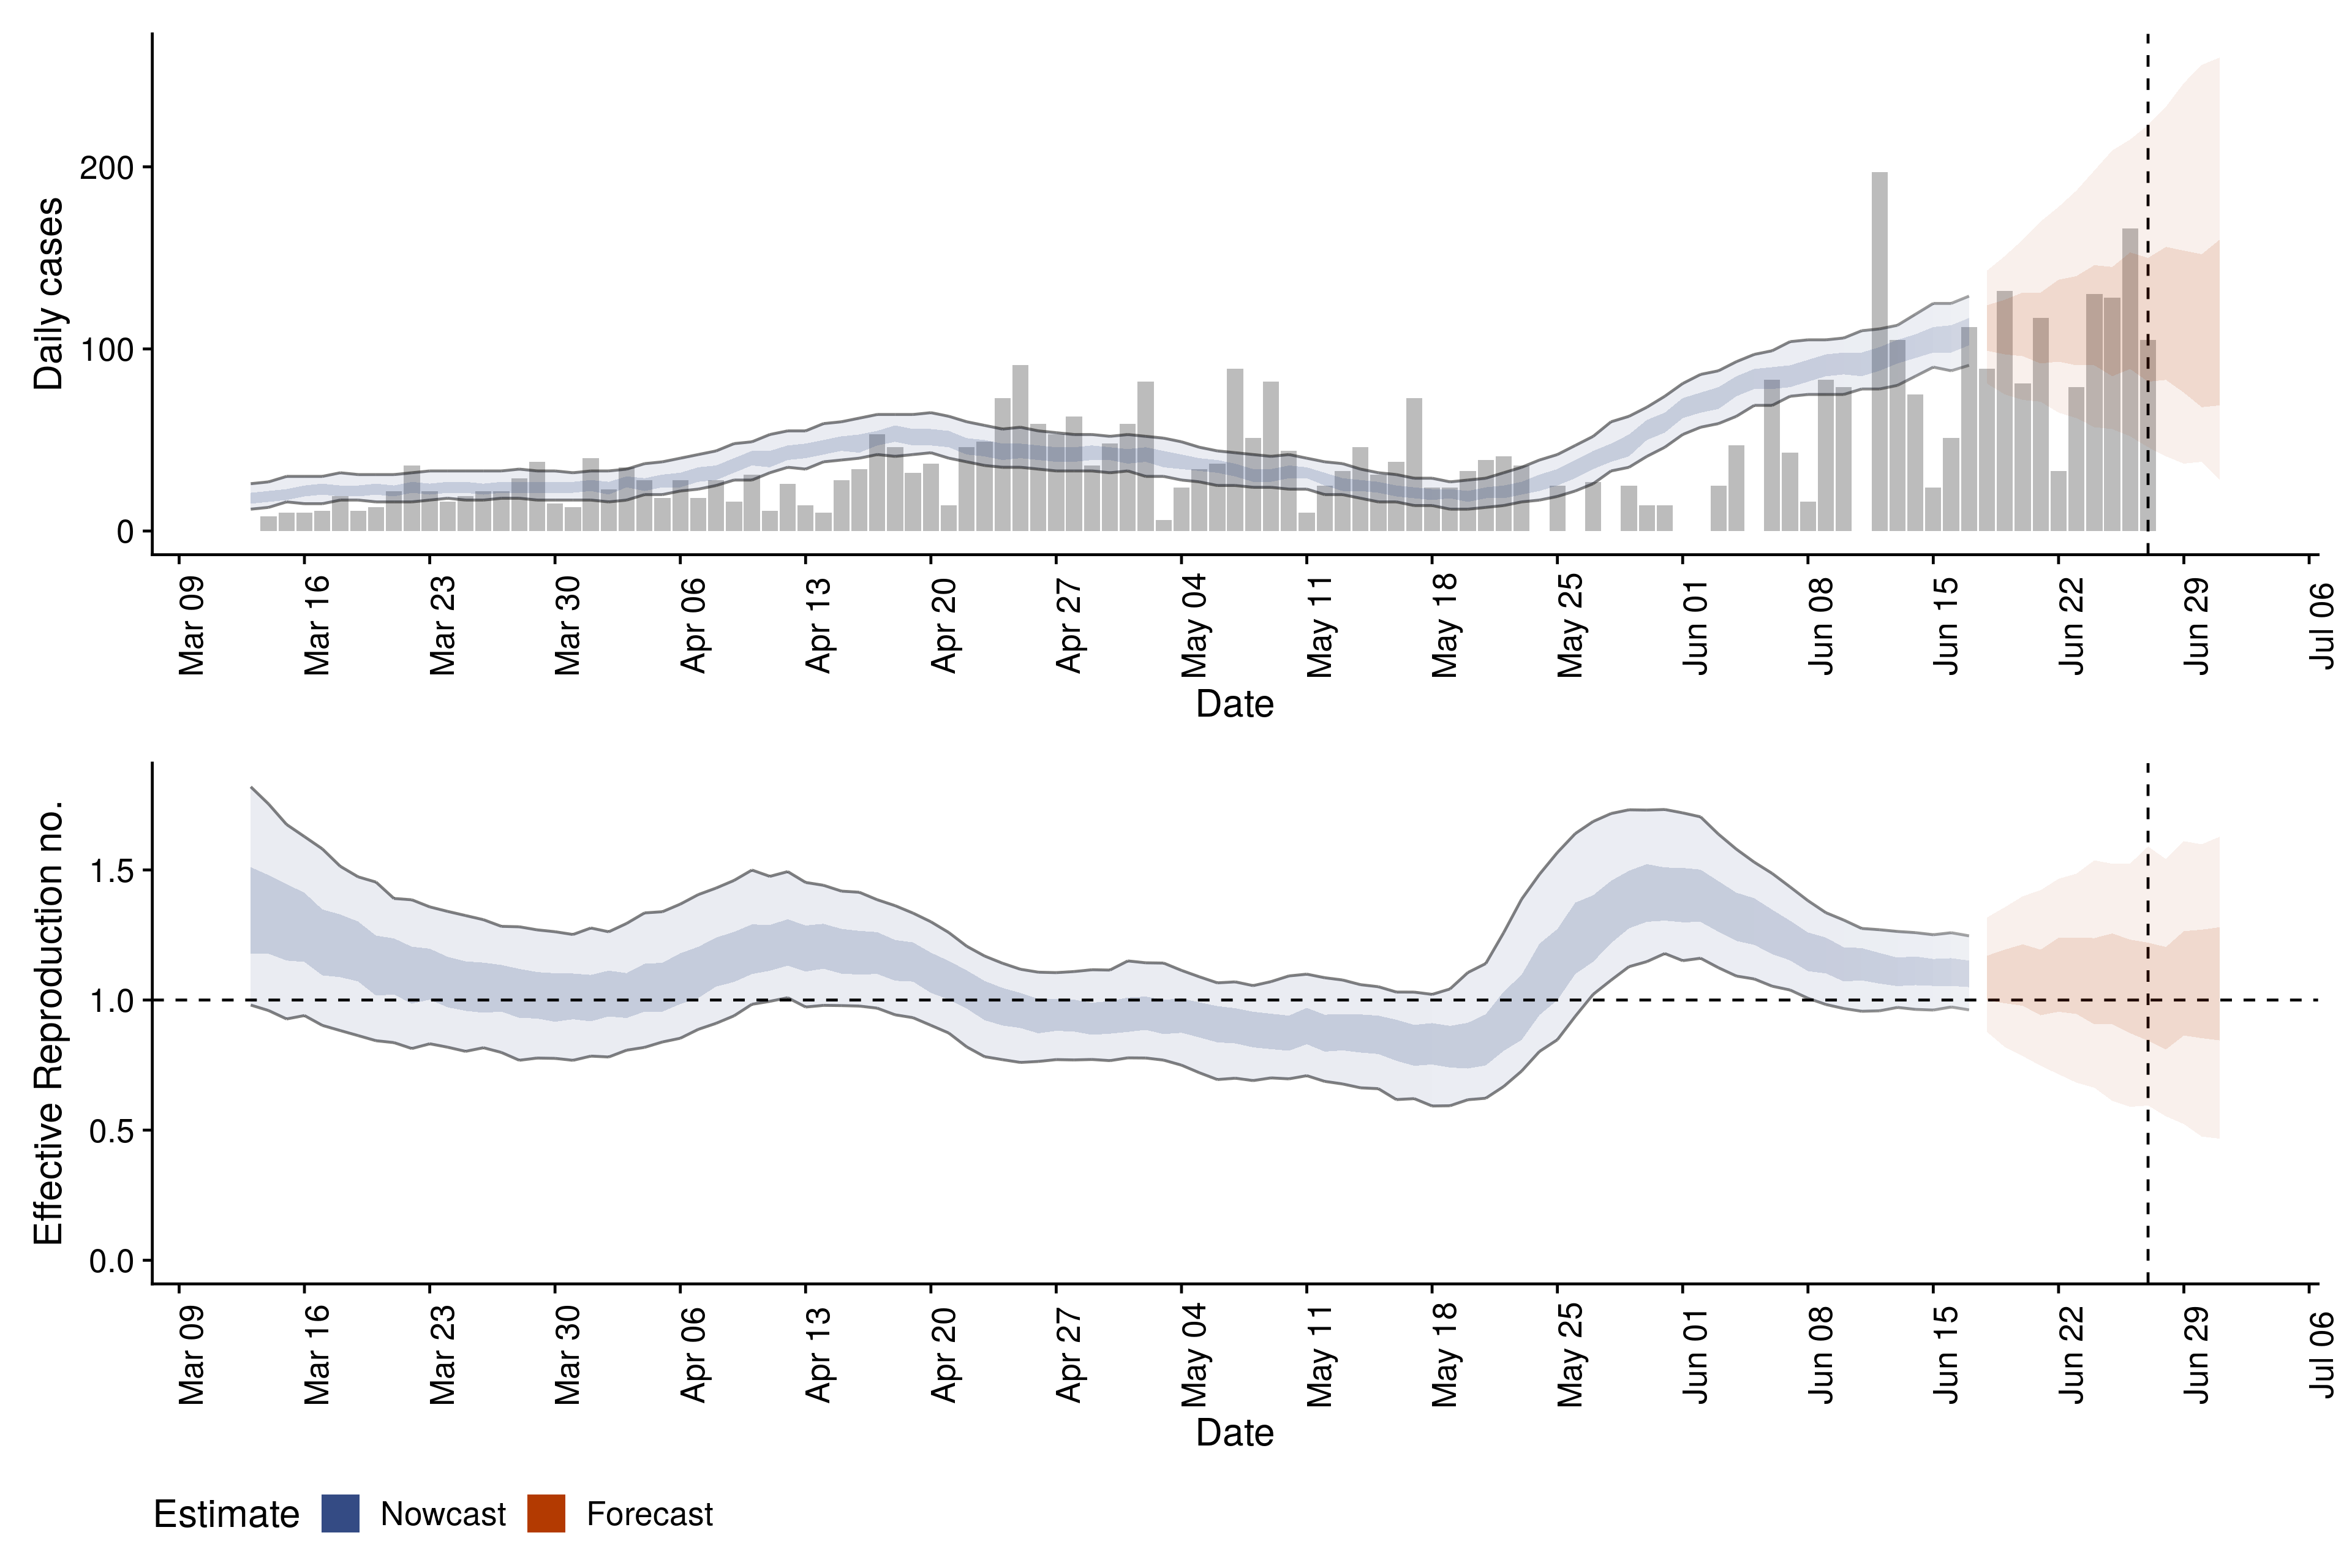 Daily cases
200
100
0
Mar 09 Mar 16 Mar 23 Mar 30 Apr 06 Apr 13 Apr 20 Apr 27 May 04 May 11 May 18 May 25 Jun 01 Jun 08 Jun 15 Jun 22 Jun 29 Jul 06
Date
Effective Reproduction no.
1.5
1.0
0.5
0.0
Mar 09 Mar 16 Mar 23 Mar 30 Apr 06 Apr 13 Apr 20 Apr 27 May 04 May 11 May 18 May 25 Jun 01 Jun 08 Jun 15 Jun 22 Jun 29 Jul 06
Date
Estimate Nowcast Forecast